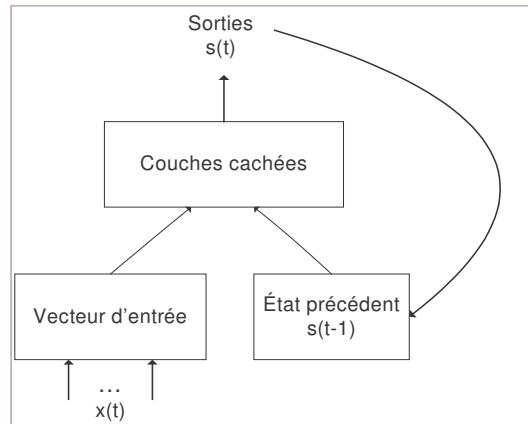 Sorties
s(t)
Couches cachées
Vecteur d'entrée
État précédent
s(t-1)
...
x(t)